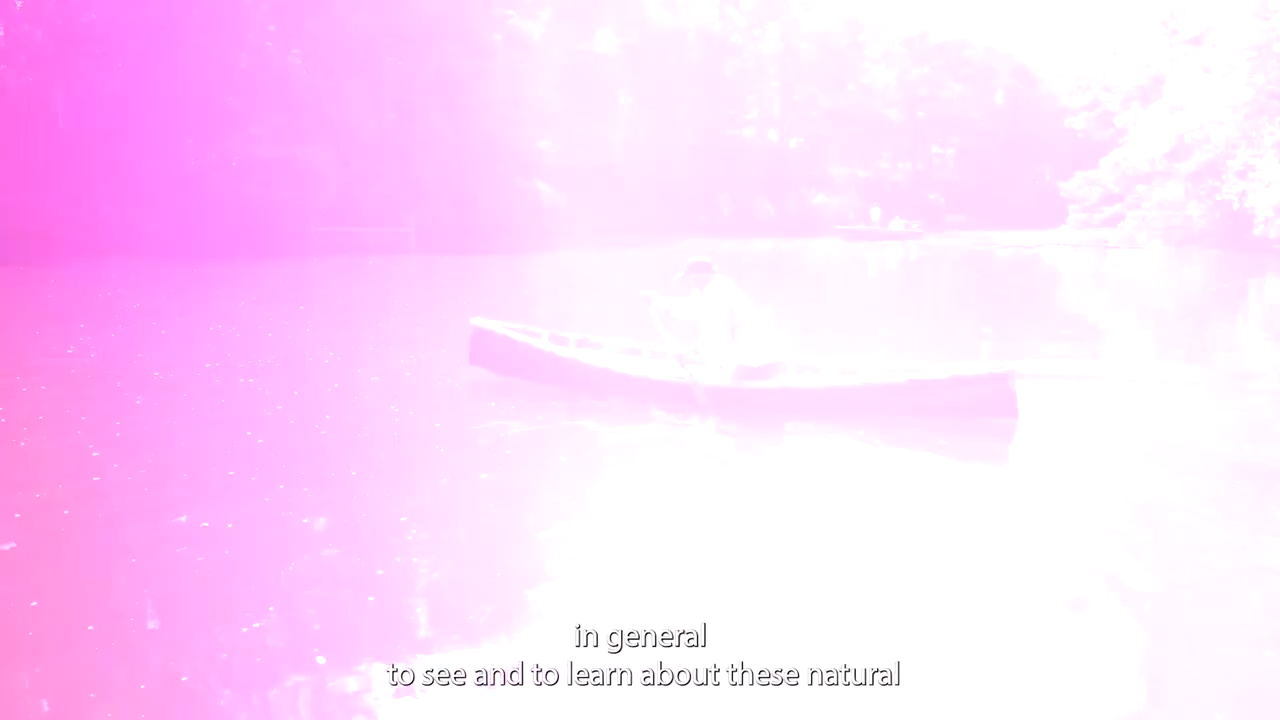 in general
to see and to learn about these natural